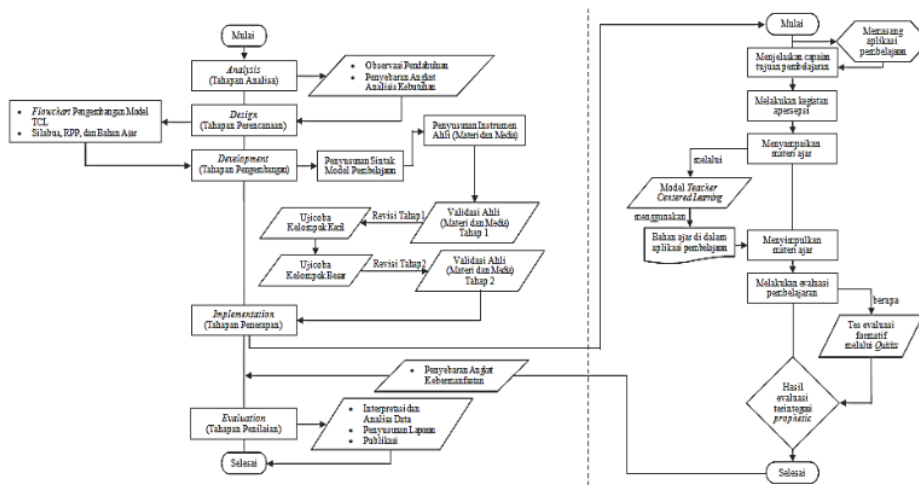 Mulai
Analysis
(Tahapan Analisa)
• Observasi Pendahuluan
• Penyebaran Angket
Analisis Kebutuhan
Design
(Tahapan Perencanaan)
• Flowchart Pengembangan Model
TCL
• Silabus, RPP, dan Bahan Ajar
Development
(Tahapan Pengembangan)
Penyusunan Sintak
Model Pembelajaan
Penyusunan Instrumen
Ahli (Materi dan Media)
Validasi Ahli
(Materi dan Media)
Tahap 1
Revisi Tahap1
Ujicoba
Kelompok Kecil
Ujicoba
Kelompok Besar
Revisi Tahap2
Validasi Ahli
(Materi dan Media)
Tahap 2
Implementation
(Tahapan Penerapan)
• Penyebaran Angket
Kebermanfaatan
Evaluation
(Tahapan Penilaian)
• Interpretasi dan
Analisa Data
• Penyusunan Laporan
• Publikasi
Selesai
Mulai
Memasang
aplikasi
pembelajaran
Menjelaskan capaian
tujuan pembelajaran
Melakukan kegiatan
apersepsi
Menyampaikan
materi ajar
melalui
Model Teacher
Centered Learning
menggunakan
Bahan ajar di dalam
aplikasi pembelajaran
Menyimpulkan
materi ajar
Melakukan evaluasi
pembelajaran
berupa
Tes evaluasi
formatif
melalui Quizizz
Hasil
evaluasi
terintegrasi
prophetic
Selesai